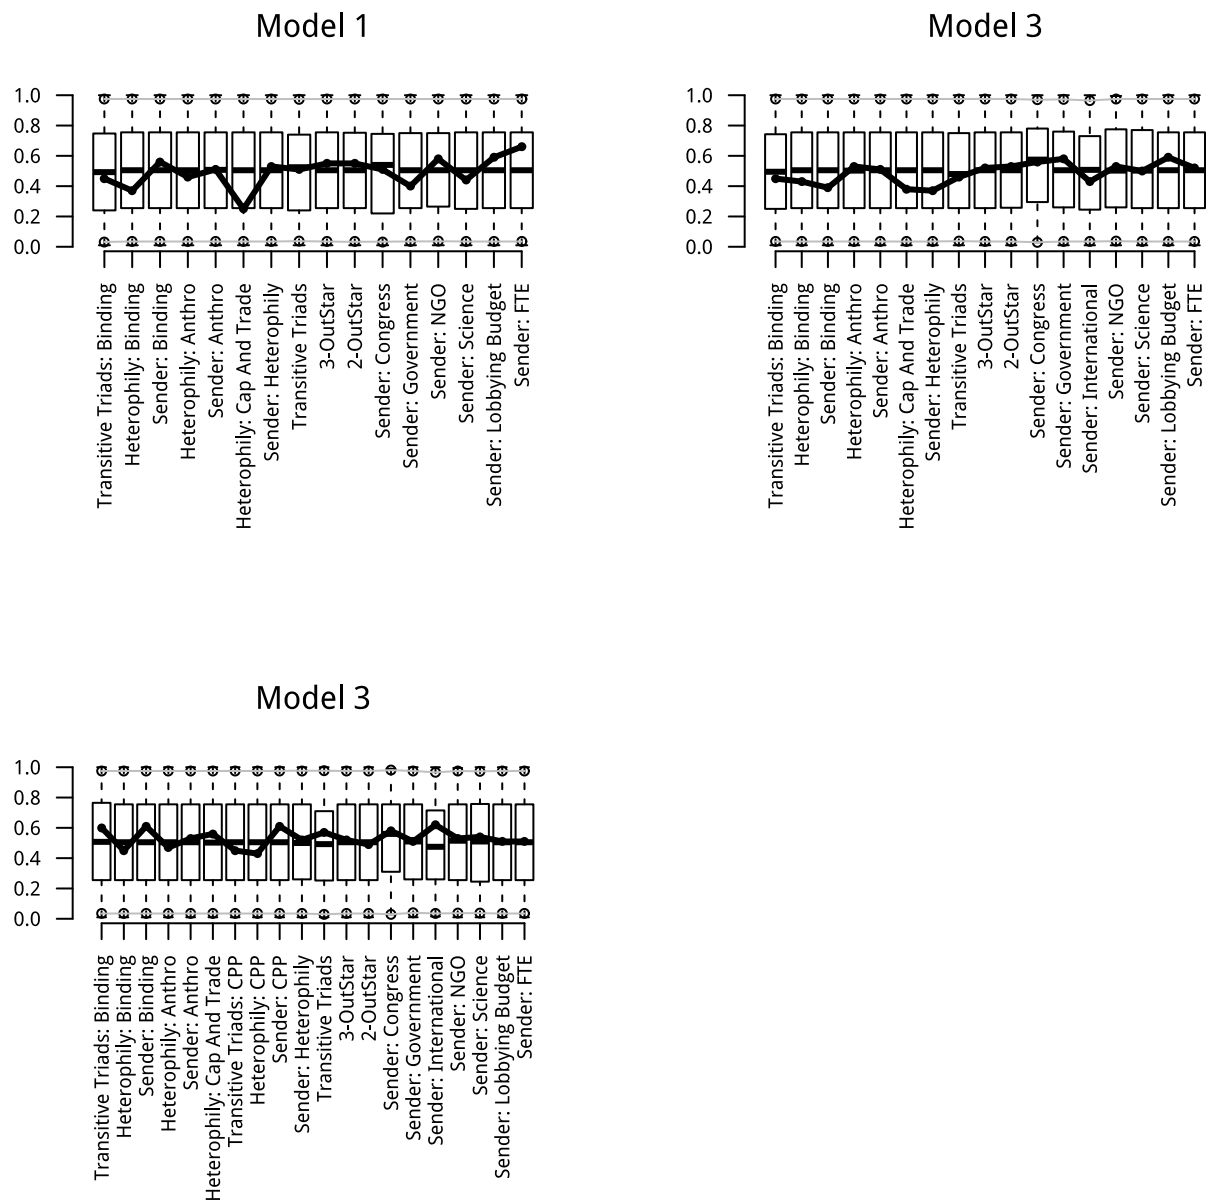 Model 1
1.0
0.8
0.6
0.4
0.2
0.0
Transitive Triads: Binding
Heterophily: Binding
Sender: Binding
Heterophily: Anthro
Sender: Anthro
Heterophily: Cap And Trade
Sender: Heterophily
Transitive Triads
3-OutStar
2-OutStar
Sender: Congress
Sender: Government
Sender: NGO
Sender: Science
Sender: Lobbying Budget
Sender: FTE
Model 3
1.0
0.8
0.6
0.4
0.2
0.0
Transitive Triads: Binding
Heterophily: Binding
Sender: Binding
Heterophily: Anthro
Sender: Anthro
Heterophily: Cap And Trade
Sender: Heterophily
Transitive Triads
3-OutStar
2-OutStar
Sender: Congress
Sender: Government
Sender: International
Sender: NGO
Sender: Science
Sender: Lobbying Budget
Sender: FTE
Model 3
1.0
0.8
0.6
0.4
0.2
0.0
Transitive Triads: Binding
Heterophily: Binding
Sender: Binding
Heterophily: Anthro
Sender: Anthro
Heterophily: Cap And Trade
Transitive Triads: CPP
Heterophily: CPP
Sender: CPP
Sender: Heterophily
Transitive Triads
3-OutStar
2-OutStar
Sender: Congress
Sender: Government
Sender: International
Sender: NGO
Sender: Science
Sender: Lobbying Budget
Sender: FTE